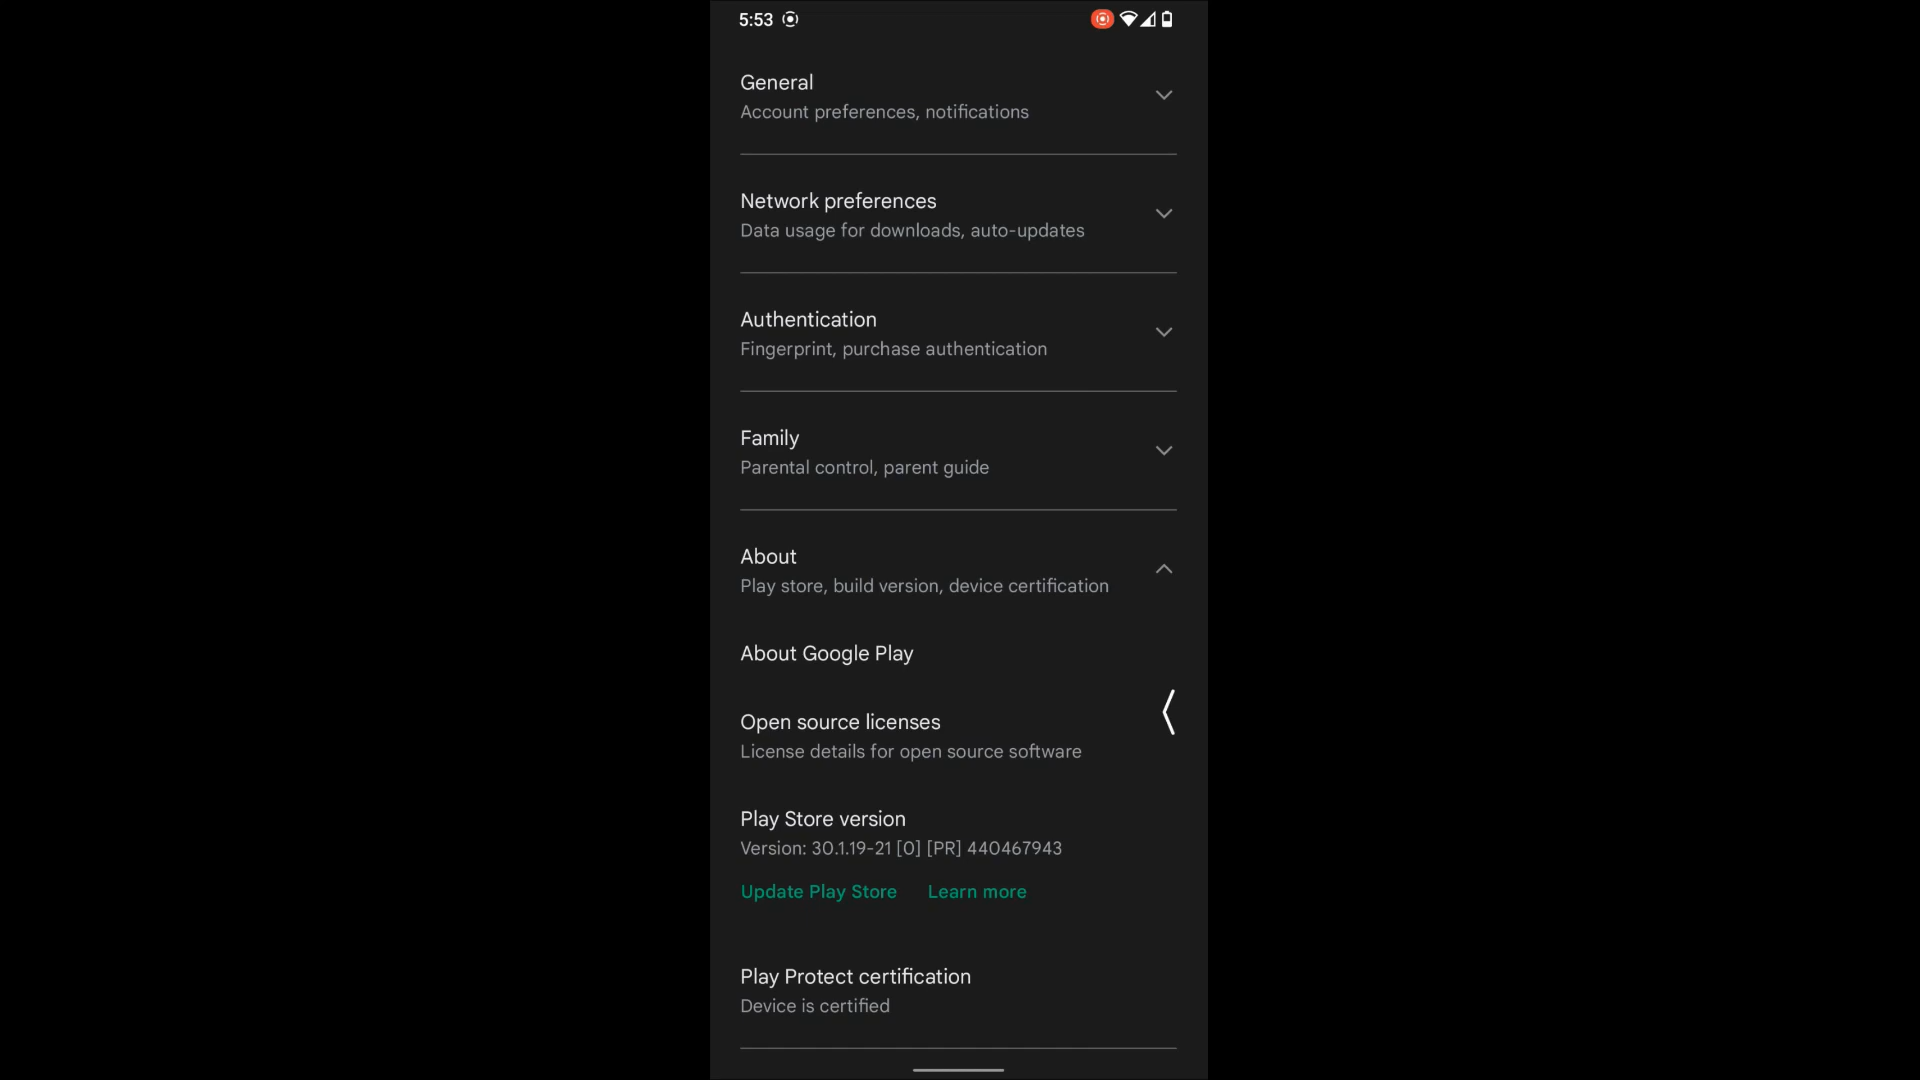 5:53
General
Account preferences, notifications
Network preferences
Data usage for downloads, auto-updates
Authentication
Fingerprint, purchase authentication
Family
Parental control, parent guide
About
Play store, build version, device certification
About Google Play
Open source licenses
License details for open source software
Play Store version
Version: 30.1.19-21 [0] [PR] 440467943
Update Play Store Learn more
Play Protect certification
Device is certified